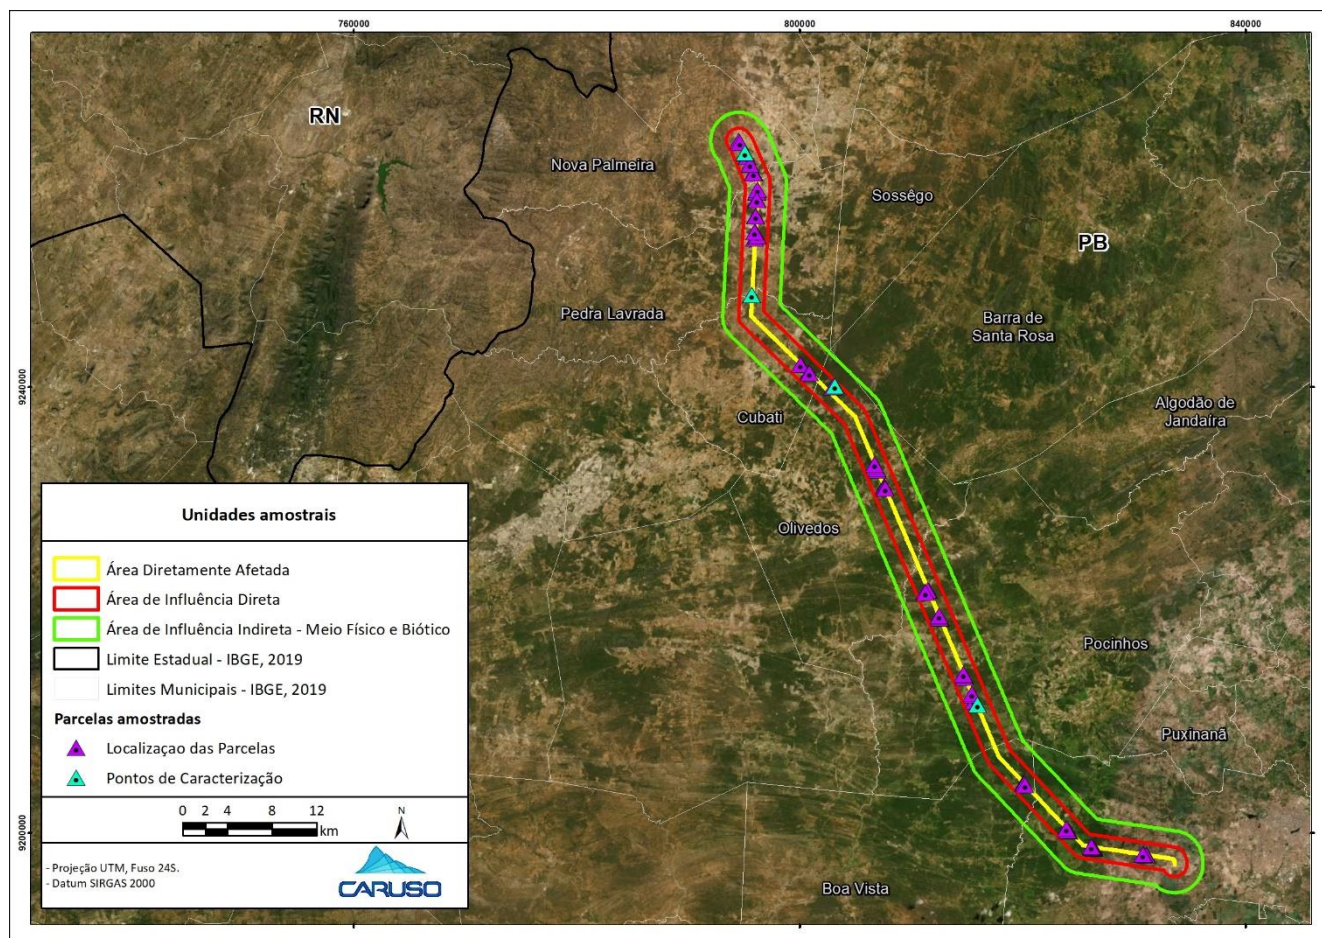 760000
800000
840000
RN
Nova Palmeira
Sossêgo
PB
Pedra Lavrada
Barra de
Santa Rosa
9240000
Algodão de
Jandaíra
Cubati
Olivedos
Unidades amostrais
Área Diretamente Afetada
Área de Influência Direta
Área de Influência Indireta - Meio Físico e Biótico
Limite Estadual - IBGE, 2019
Limites Municipais - IBGE, 2019
Parcelas amostradas
Localizaçao das Parcelas
Pontos de Caracterização
0 2 4 8 12
km
N
- Projeção UTM, Fuso 24S.
- Datum SIRGAS 2000
CARUSO
Pocinhos
Puxinanã
9200000
Boa Vista